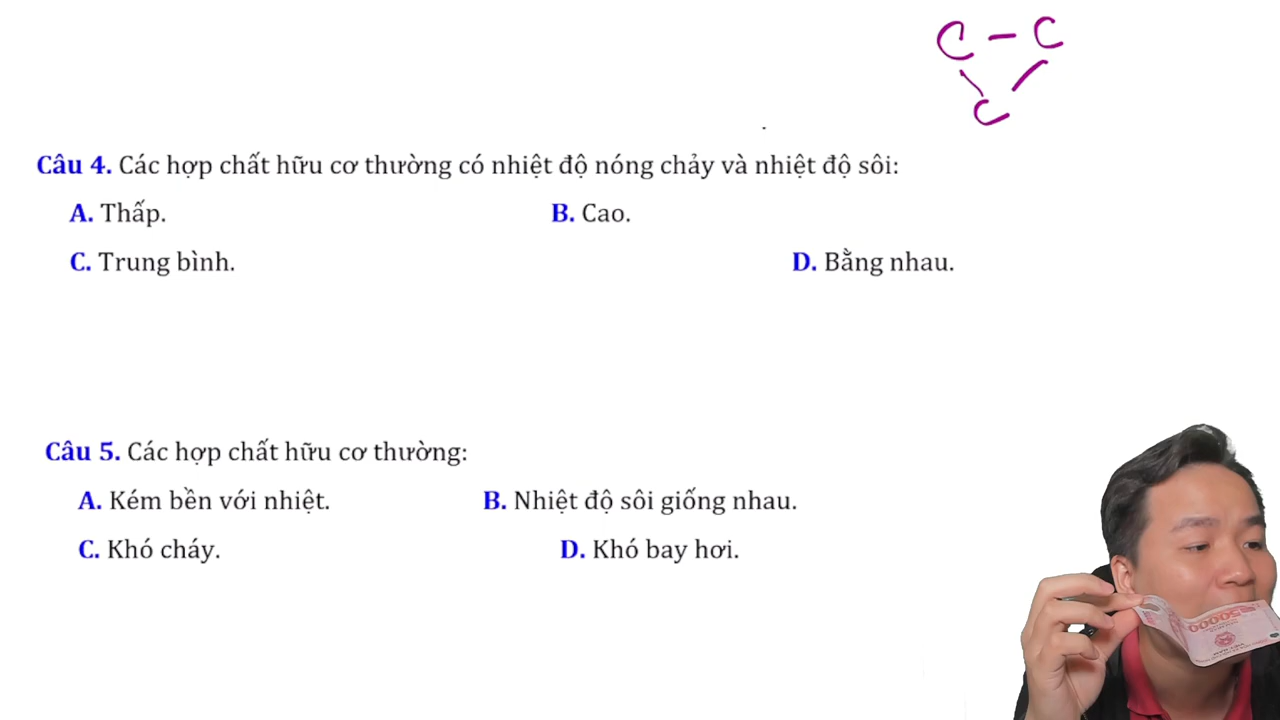 C – C
C
Câu 4. Các hợp chất hữu cơ thường có nhiệt độ nóng chảy và nhiệt độ sôi:
A. Thấp. B. Cao.
C. Trung bình. D. Bằng nhau.
Câu 5. Các hợp chất hữu cơ thường:
A. Kém bền với nhiệt. B. Nhiệt độ sôi giống nhau.
C. Khó cháy. D. Khó bay hơi.
50000